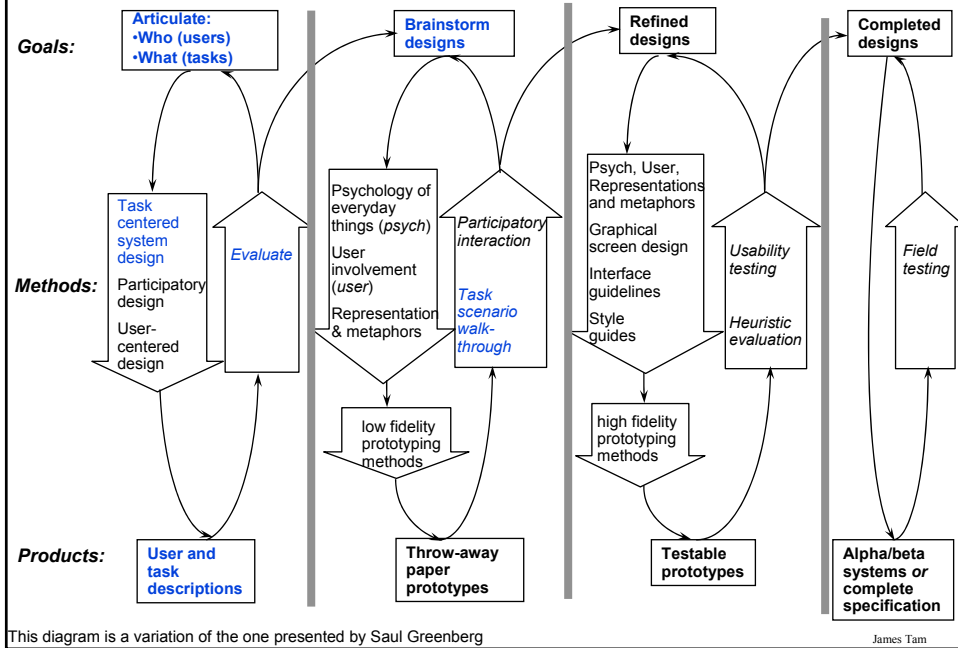 Goals:
Articulate:
•Who (users)
•What (tasks)
Brainstorm
designs
Refined
designs
Completed
designs
Methods:
Task
centered
system
design
Participatory
design
User-
centered
design
Evaluate
Psychology of
everyday
things (psych)
User
involvement
(user)
Representation
& metaphors
low fidelity
prototyping
methods
Participatory
interaction
Task
scenario
walk-
through
Psych, User,
Representations
and metaphors
Graphical
screen design
Interface
guidelines
Style
guides
high fidelity
prototyping
methods
Usability
testing
Heuristic
evaluation
Field
testing
Products:
User and
task
descriptions
Throw-away
paper
prototypes
Testable
prototypes
Alpha/beta
systems or
complete
specification
This diagram is a variation of the one presented by Saul Greenberg
James Tam